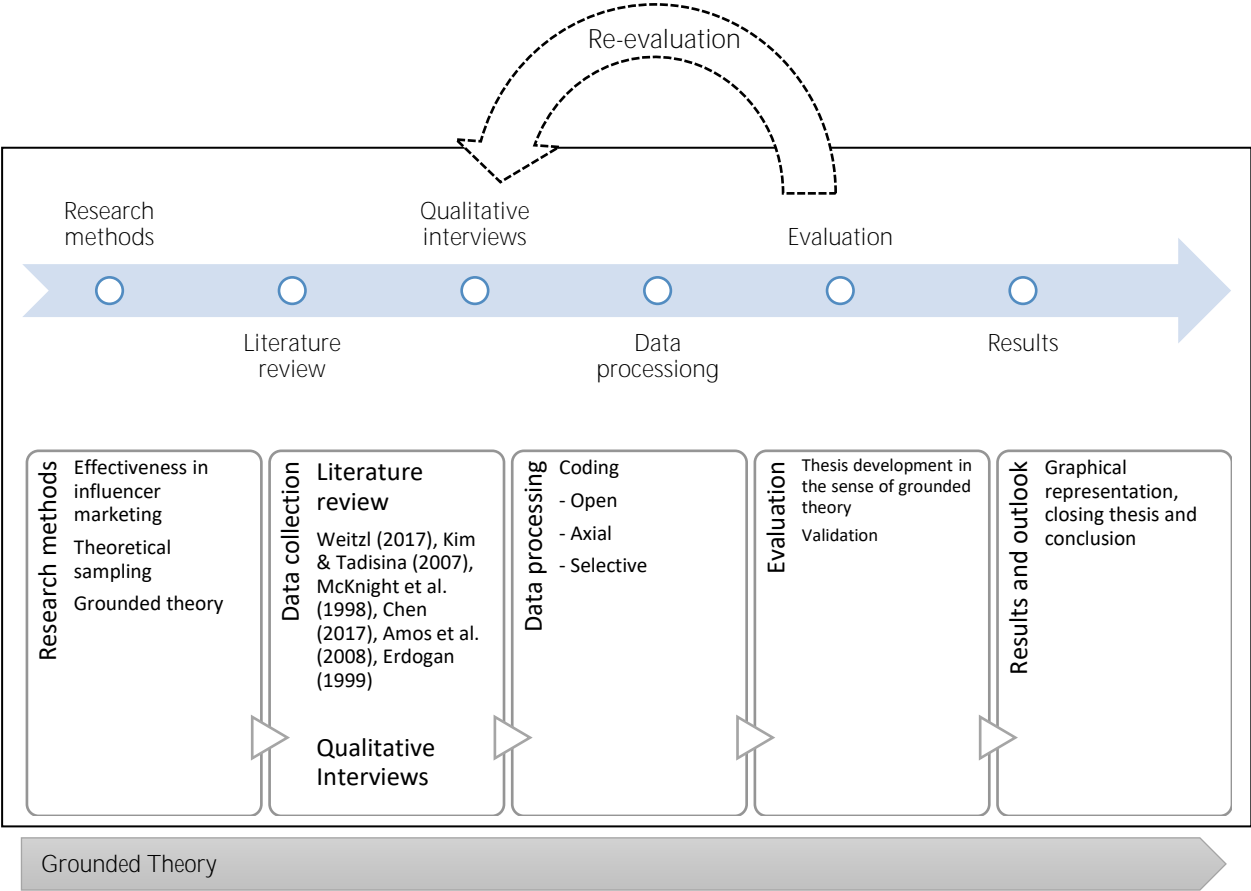 Re-evaluation
Research
methods
Qualitative
interviews
Evaluation
Literature
review
Data
processiong
Results
Research methods
Effectiveness in
influencer
marketing
Theoretical
sampling
Grounded theory
Data collection
Literature
review
Weitzl (2017), Kim
& Tadisina (2007),
McKnight et al.
(1998), Chen
(2017), Amos et al.
(2008), Erdogan
(1999)
Qualitative
Interviews
Data processing
Coding
- Open
- Axial
- Selective
Evaluation
Thesis development in
the sense of grounded
theory
Validation
Results and outlook
Graphical
representation,
closing thesis and
conclusion
Grounded Theory